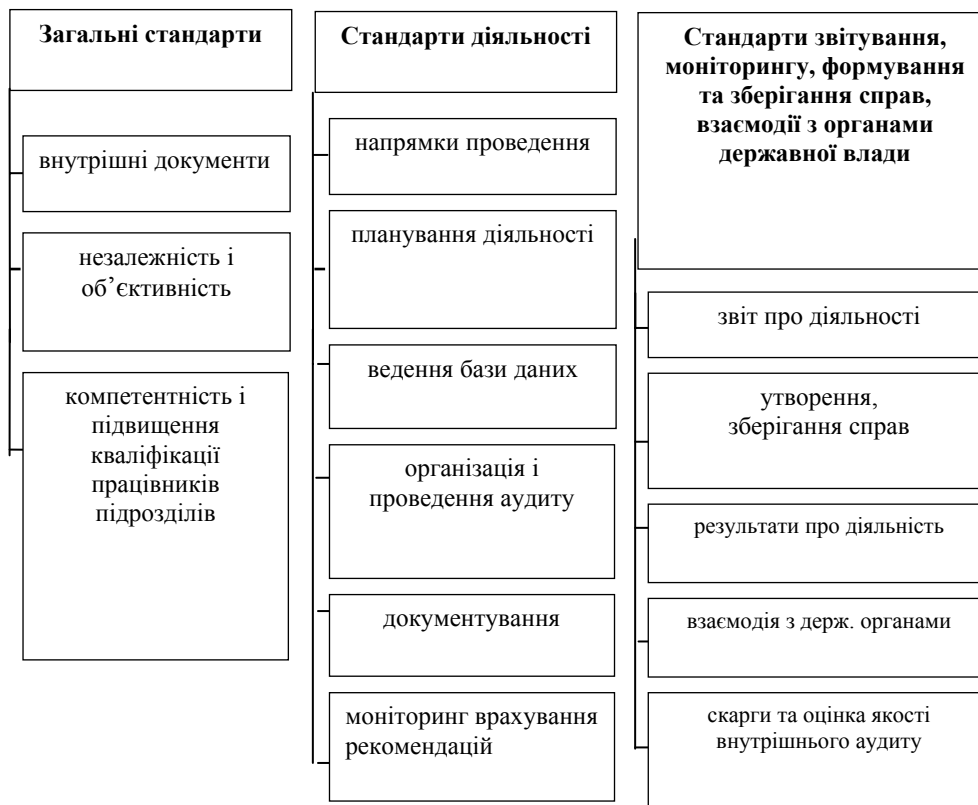 Загальні стандарти
внутрішні документи
незалежність і
об’єктивність
компетентність і
підвищення
кваліфікації
працівників
підрозділів
Стандарти діяльності
напрямки проведення
планування діяльності
ведення бази даних
організація і
проведення аудиту
документування
моніторинг врахування
рекомендацій
Стандарти звітування,
моніторингу, формування
та зберігання справ,
взаємодії з органами
державної влади
звіт про діяльності
утворення,
зберігання справ
результати про діяльність
взаємодія з держ. органами
скарги та оцінка якості
внутрішнього аудиту